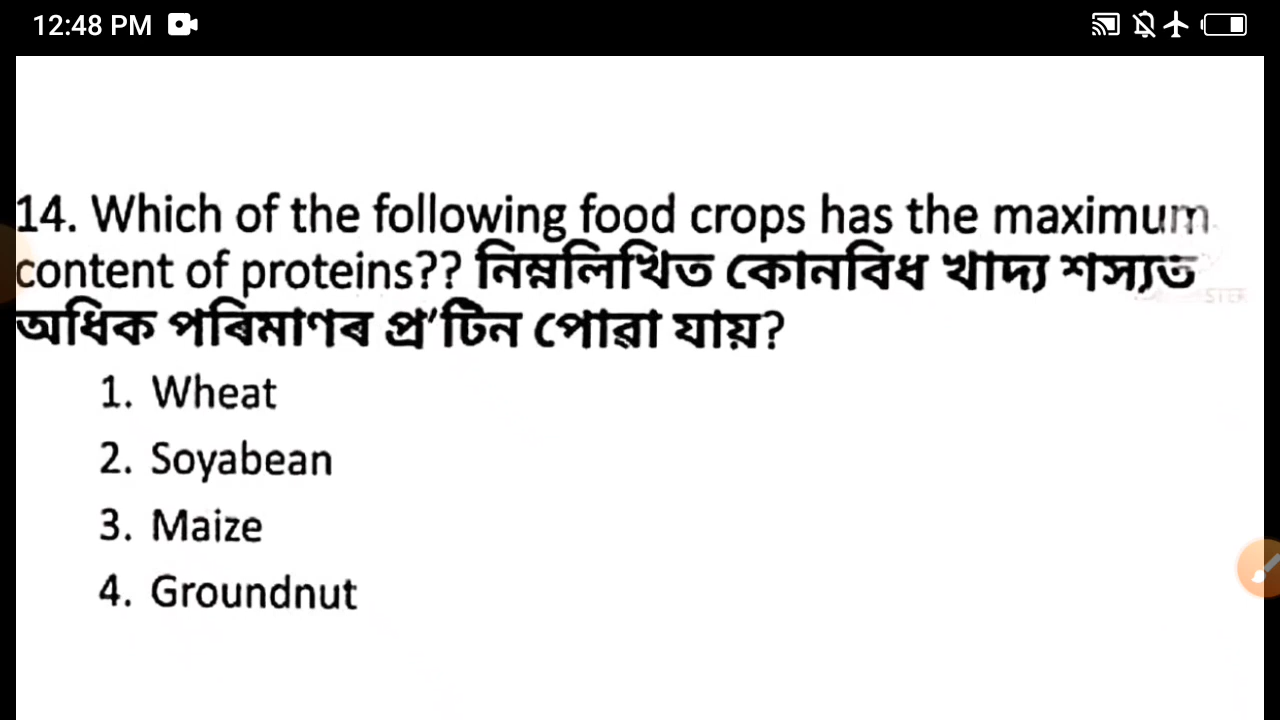 12:48 PM
14. Which of the following food crops has the maximum
content of proteins?? নিম্নলিখিত কোনবিধ খাদ্য শস্যত
অধিক পৰিমাণৰ প্ৰ'টিন পোৱা যায়?
1. Wheat
2. Soyabean
3. Maize
4. Groundnut